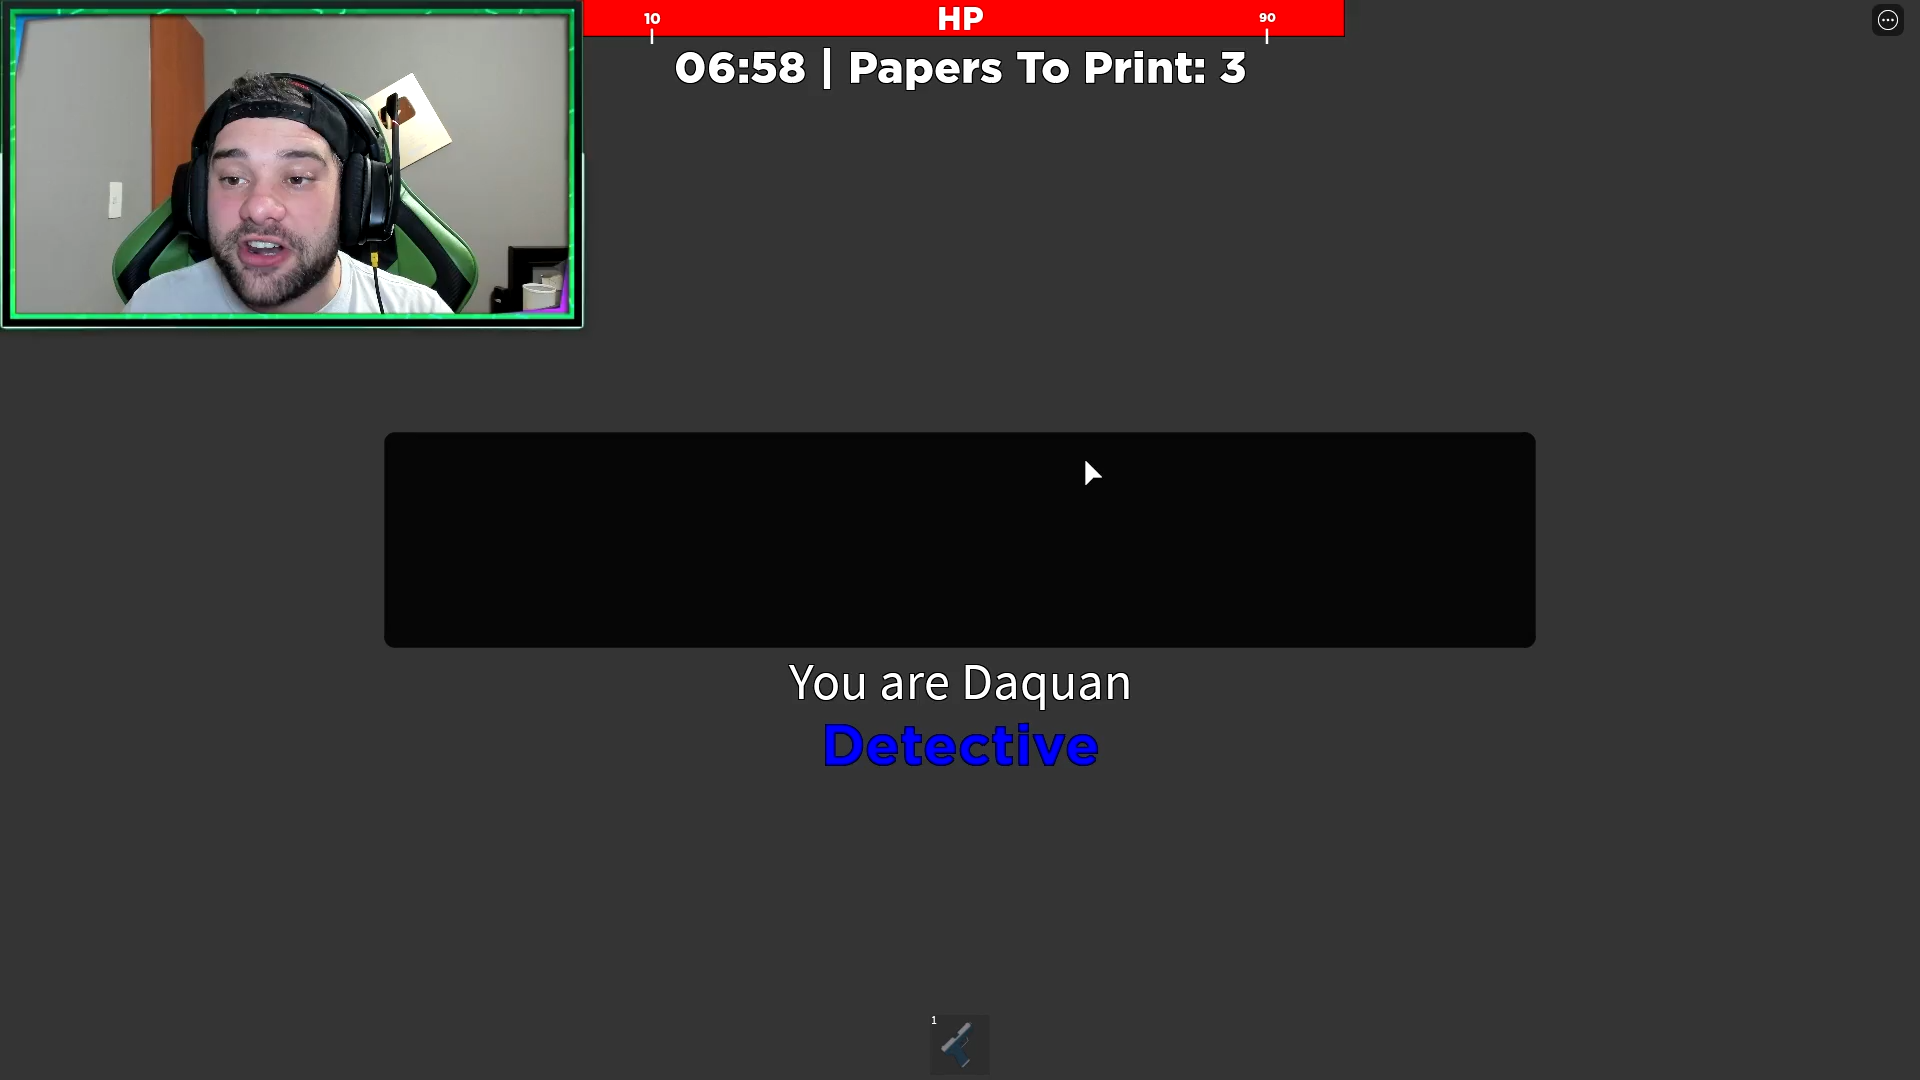 HP
10
90
06:58 | Papers To Print: 3
You are Daquan
Detective
1